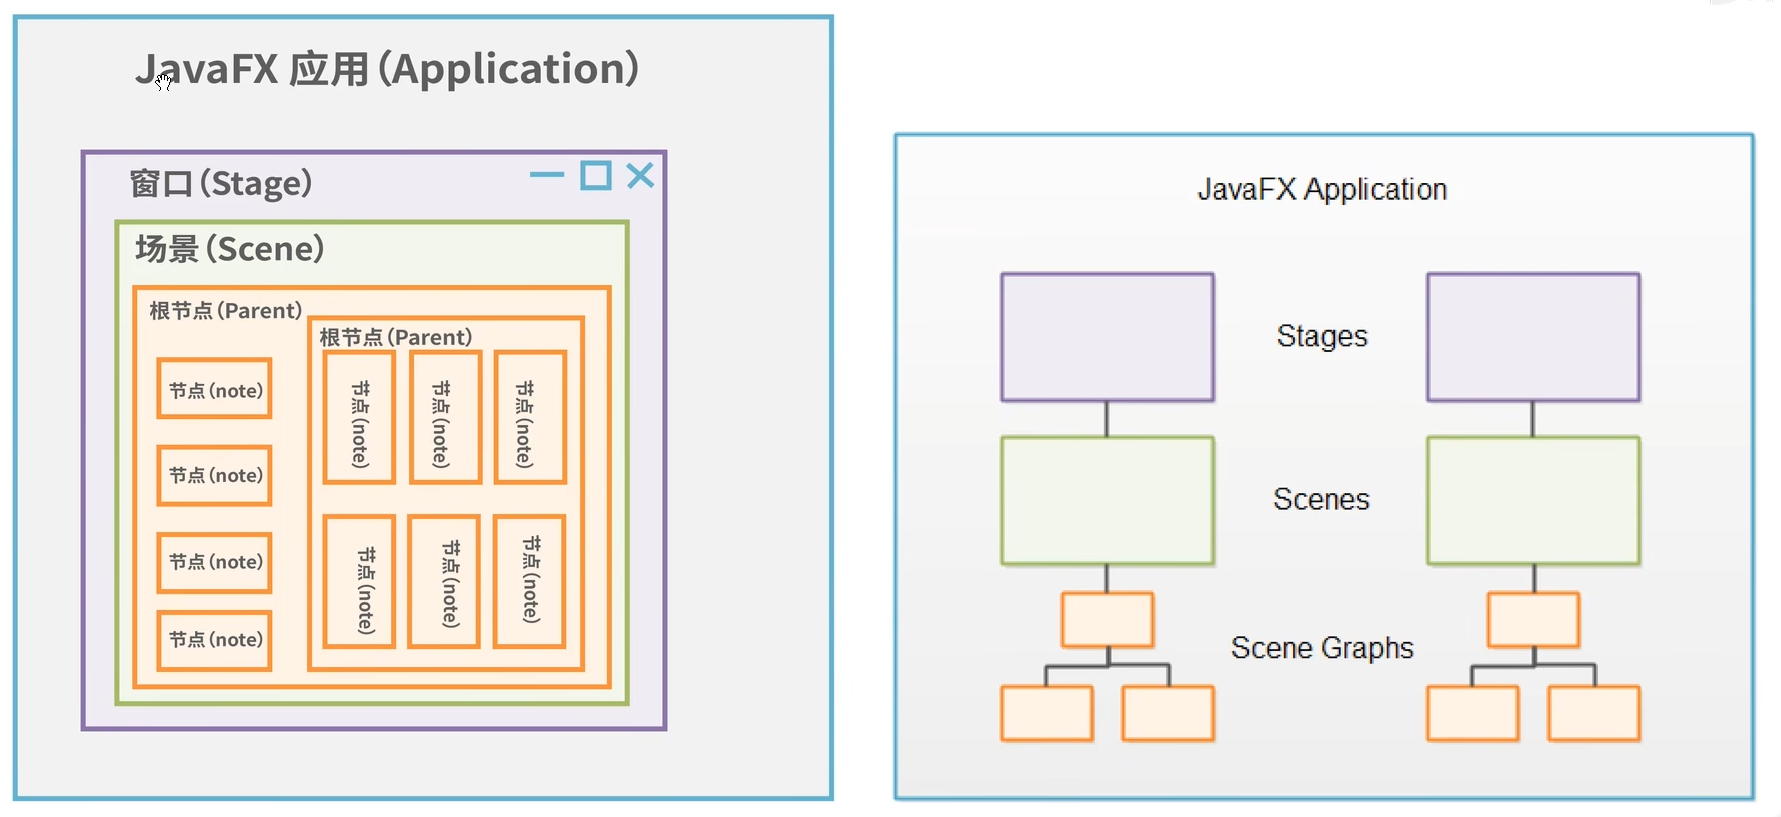 JavaFX 应用（Application）
窗口（Stage）
场景（Scene）
根节点（Parent）
根节点（Parent）
节点（note）
节点（note）
节点（note）
节点（note）
节点（note）
节点（note）
节点（note）
节点（note）
节点（note）
节点（note）
JavaFX Application
Stages
Scenes
Scene Graphs